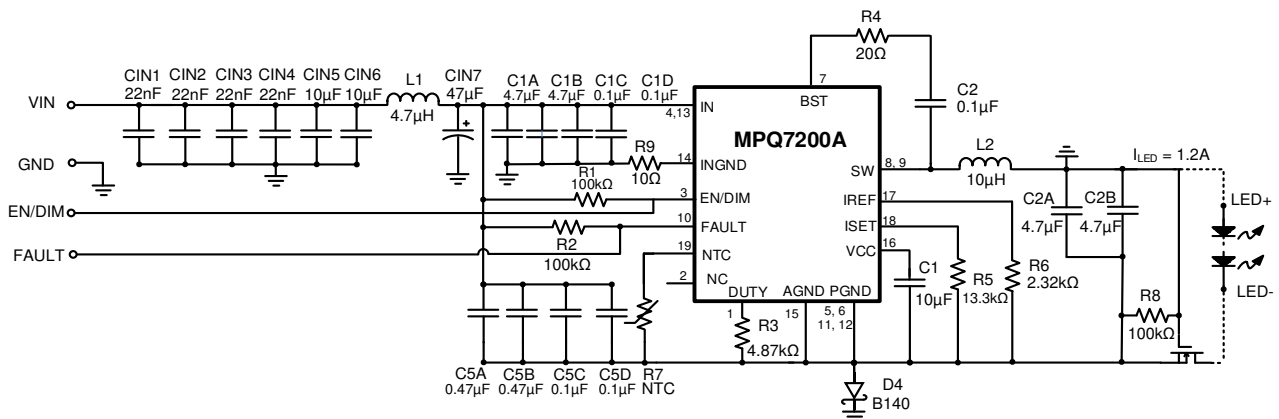 R4
20Ω
CIN1 CIN2 CIN3 CIN4 CIN5 CIN6
22nF 22nF 22nF 22nF 10µF 10µF
L1
4.7µH
CIN7
47µF
+
C1A C1B C1C C1D
4.7µF 4.7µF 0.1µF 0.1µF
VIN
GND
EN/DIM
FAULT
7
BST
C2
0.1µF
IN
4,13
MPQ7200A
14
INGND
R9
10Ω
R1
100kΩ
3
EN/DIM
10
FAULT
R2
100kΩ
19
NTC
2
NC
SW
8, 9
L2
10µH
IREF
17
ISET
18
VCC
16
ILED = 1.2A
C2A C2B
4.7µF 4.7µF
LED+
LED-
C1
10µF
R5
13.3kΩ
R6
2.32kΩ
R8
100kΩ
DUTY AGND PGND
1
15
5, 6
11, 12
R3
4.87kΩ
C5A C5B C5C C5D
0.47µF 0.47µF 0.1µF 0.1µF
R7
NTC
D4
B140